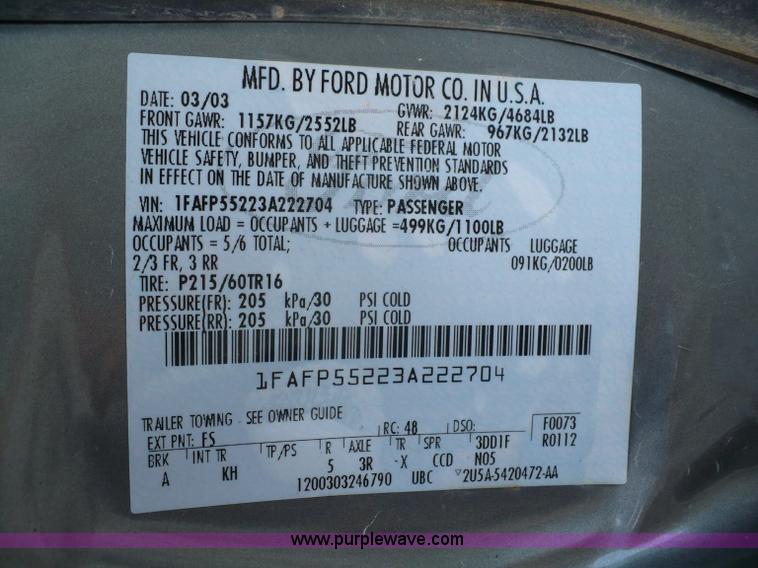 MFD. BY FORD MOTOR CO. IN U.S.A.
DATE: 03/03 GVWR: 2124KG/4684LB
FRONT GAWR: 1157KG/2552LB REAR GAWR: 967KG/2132LB
THIS VEHICLE CONFORMS TO ALL APPLICABLE FEDERAL MOTOR
VEHICLE SAFETY, BUMPER, AND THEFT PREVENTION STANDARDS
IN EFFECT ON THE DATE OF MANUFACTURE SHOWN ABOVE.
VIN: 1FAFP55223A222704 TYPE: PASSENGER
MAXIMUM LOAD = OCCUPANTS + LUGGAGE =499KG/1100LB
OCCUPANTS = 5/6 TOTAL; OCCUPANTS LUGGAGE
2/3 FR, 3 RR 091KG/0200LB
TIRE: P215/60TR16
PRESSURE(FR): 205 kPa/30 PSI COLD
PRESSURE(RR): 205 kPa/30 PSI COLD
1FAFP55223A222704
TRAILER TOWING - SEE OWNER GUIDE
EXT PNT: FS RC: 48 DSO: F0073
BRK INT TR TP/PS R AXLE TR SPR 3DD1F R0112
A KH 5 3R -X CCD N05
1200303246790 UBC 2U5A-5420472-AA
www.purplewave.com